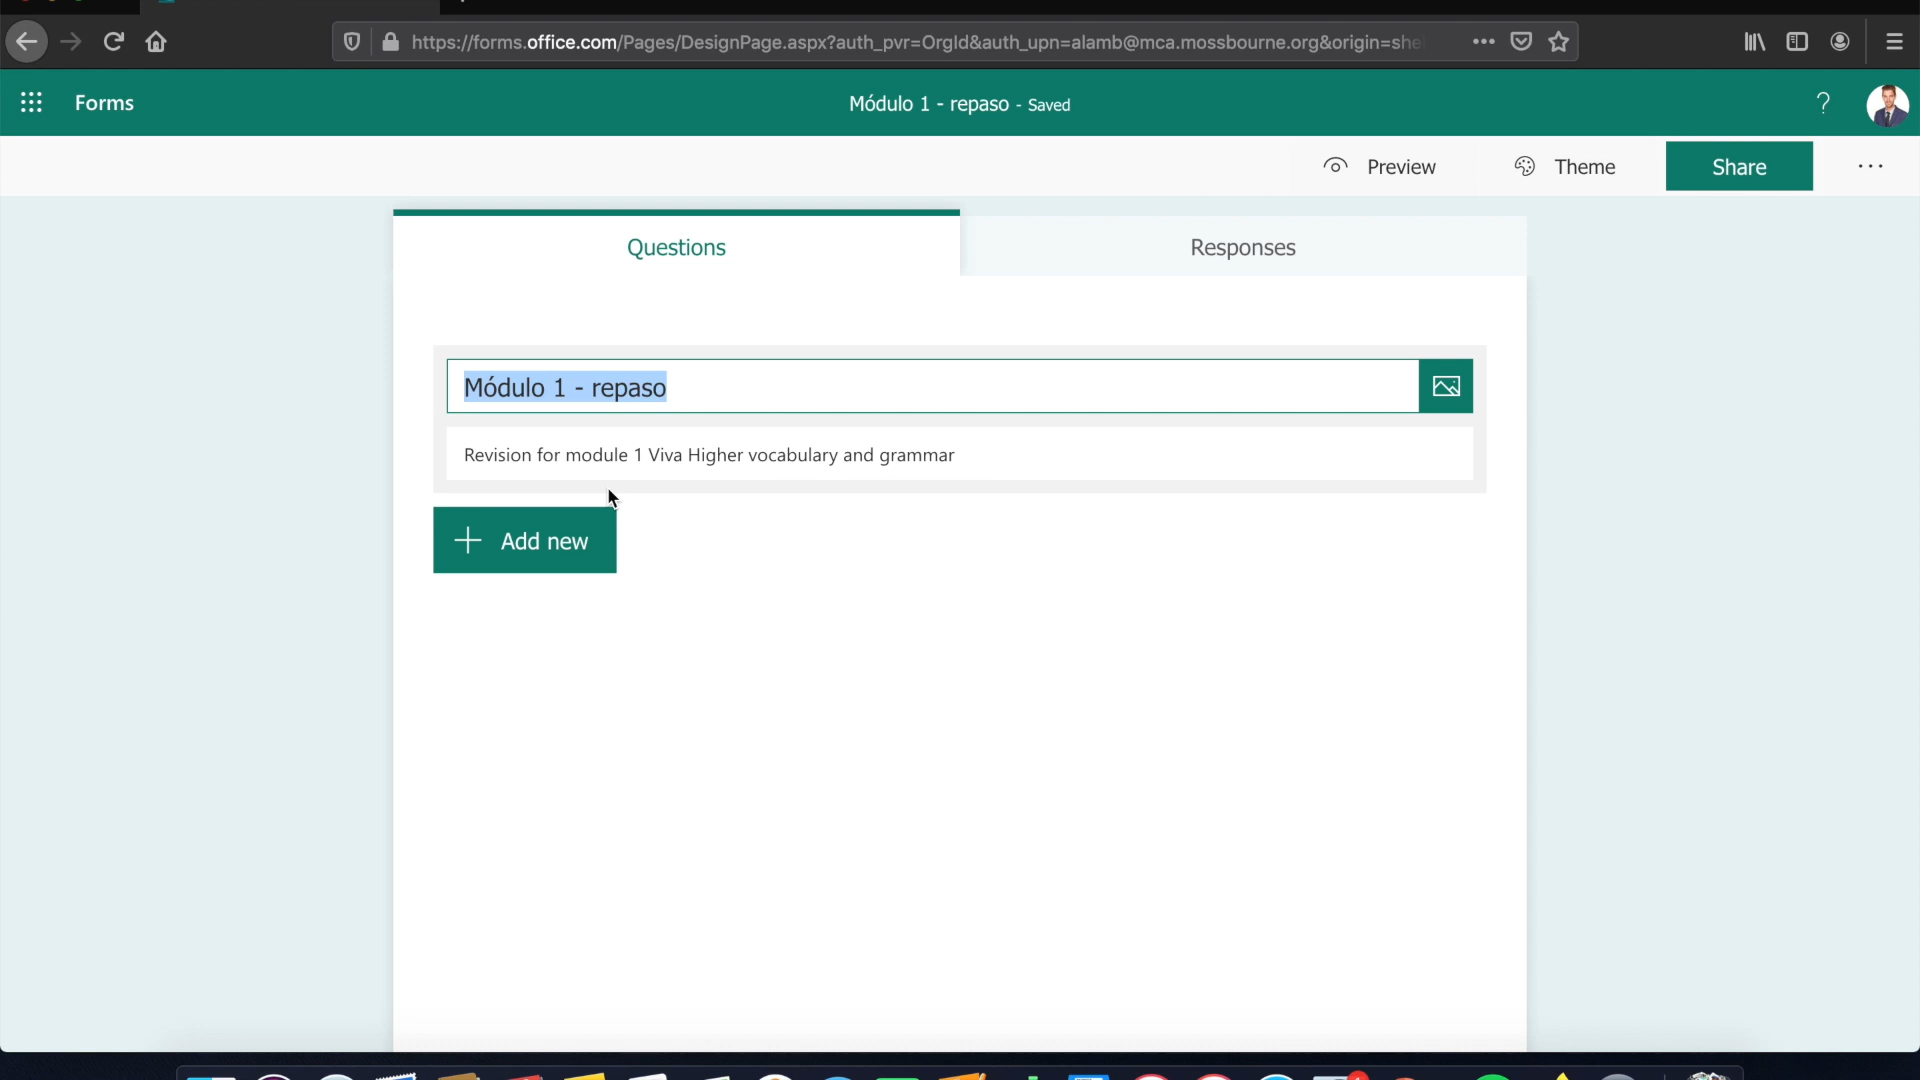 https://forms.office.com/Pages/DesignPage.aspx?auth_pvr=OrgId&auth_upn=alamb@mca.mossbourne.org&origin=she
Forms
Módulo 1 - repaso - Saved
?
Preview
Theme
Share
Questions
Responses
Módulo 1 - repaso
Revision for module 1 Viva Higher vocabulary and grammar
Add new